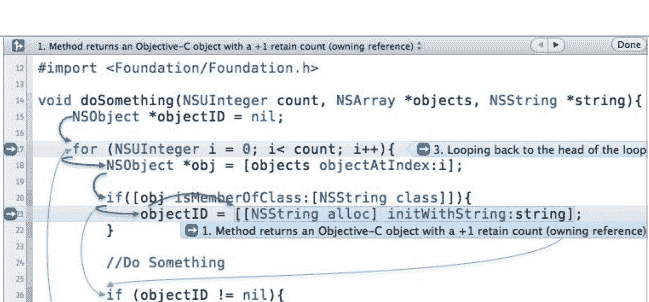 1. Method returns an Objective-C object with a +1 retain count (owning reference)
Done
12 #import <Foundation/Foundation.h>
13
14 void doSomething(NSUInteger count, NSArray *objects, NSString *string){
15 NSObject *objectID = nil;
16
17 for (NSUInteger i = 0; i< count; i++){ 3. Looping back to the head of the loop
18 NSObject *obj = [objects objectAtIndex:i];
19
20 if([obj isMemberOfClass:[NSString class]]){
21 objectID = [[NSString alloc] initWithString:string];
22 } 1. Method returns an Objective-C object with a +1 retain count (owning reference)
23
24 //Do Something
25
26 if (objectID != nil){